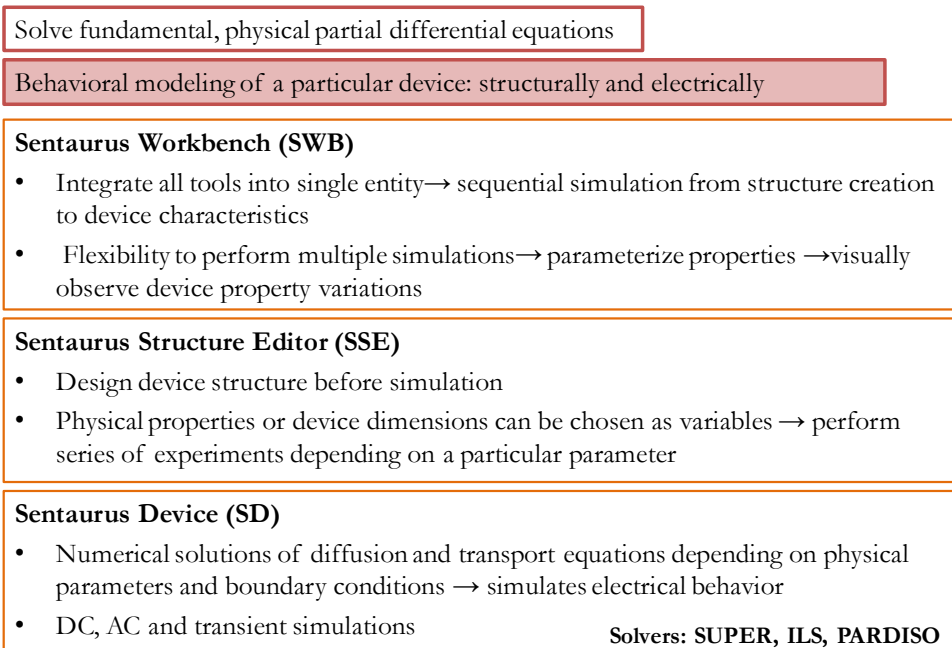 Solve fundamental, physical partial differential equations
Behavioral modeling of a particular device: structurally and electrically
Sentaurus Workbench (SWB)
• Integrate all tools into single entity→ sequential simulation from structure creation
to device characteristics
• Flexibility to perform multiple simulations→ parameterize properties →visually
observe device property variations
Sentaurus Structure Editor (SSE)
• Design device structure before simulation
• Physical properties or device dimensions can be chosen as variables → perform
series of experiments depending on a particular parameter
Sentaurus Device (SD)
• Numerical solutions of diffusion and transport equations depending on physical
parameters and boundary conditions → simulates electrical behavior
• DC, AC and transient simulations
Solvers: SUPER, ILS, PARDISO